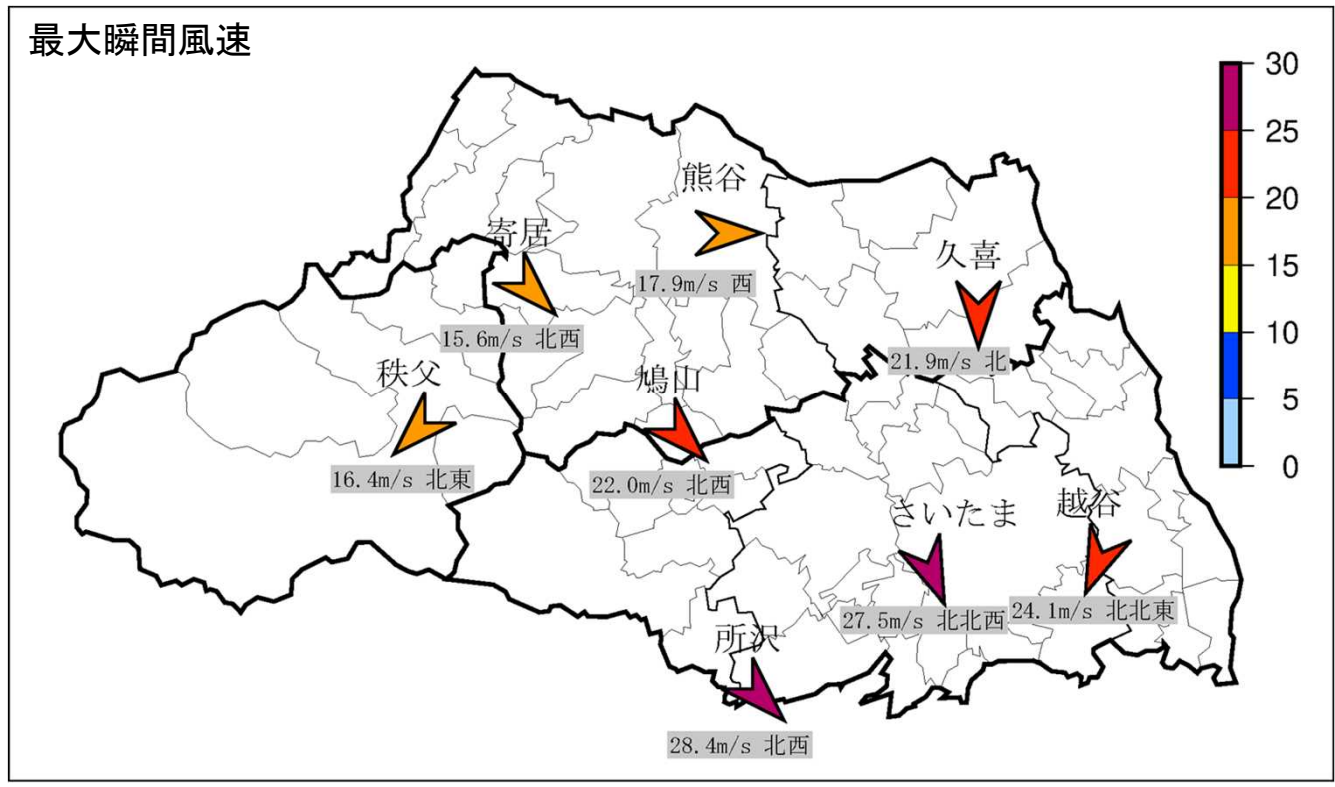 最大瞬間風速
30
25
20
15
10
5
0
熊谷
17.9m/s 西
寄居
15.6m/s 北西
久喜
21.9m/s 北
秩父
16.4m/s 北東
鳩山
22.0m/s 北西
さいたま
27.5m/s 北北西
越谷
24.1m/s 北北東
所沢
28.4m/s 北西